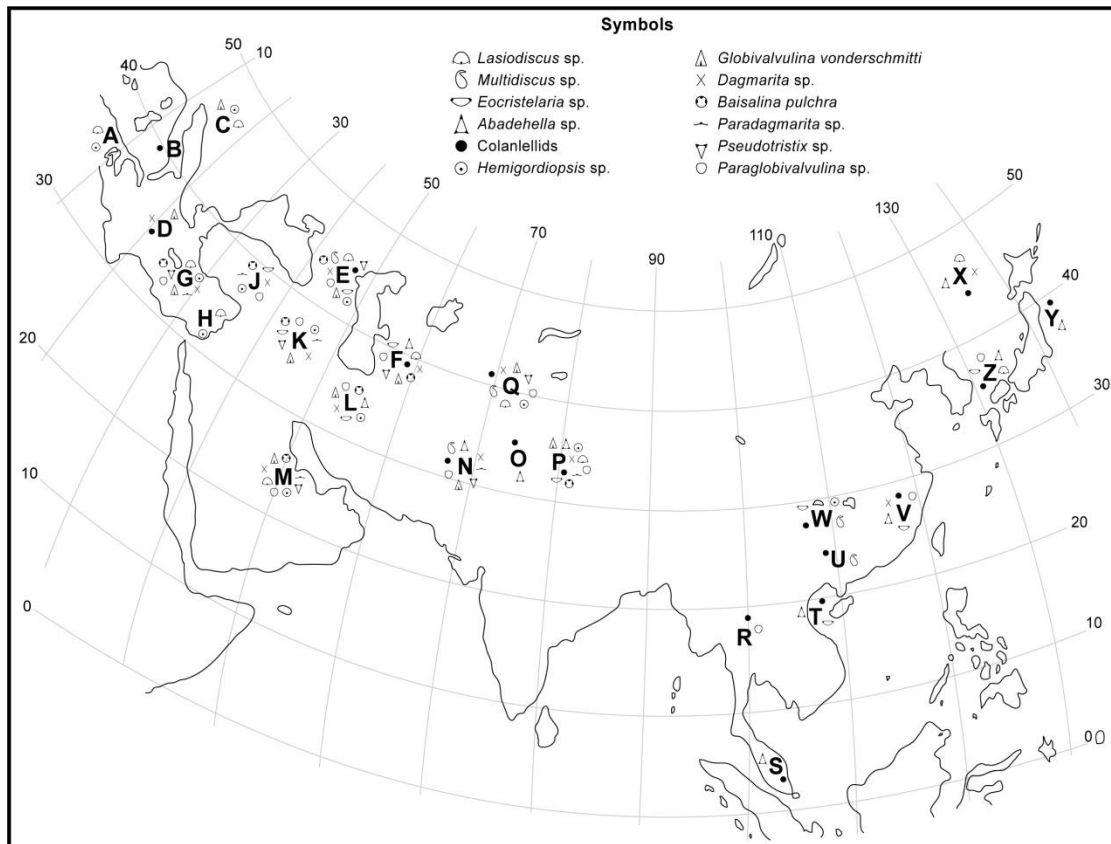 Symbols
Lasiodiscus sp.
Multidiscus sp.
Eocristelaria sp.
Abadehella sp.
Colanlellids
Hemigordiopsis sp.
Globivalvulina vonderschmitti
Dagmarita sp.
Baisalina pulchra
Paradagmarita sp.
Pseudotristix sp.
Paraglobivalvulina sp.
50
10
40
30
30
50
70
90
110
130
50
40
30
20
20
10
10
0
00
A
B
C
D
E
F
G
H
J
K
L
M
N
O
P
Q
R
S
T
U
V
W
X
Y
Z